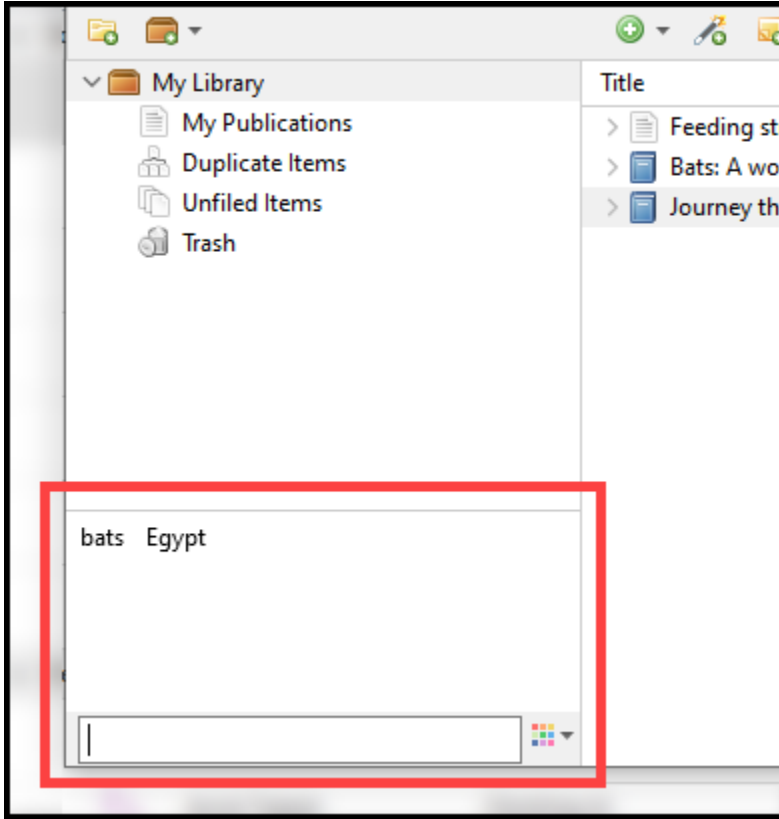 My Library
My Publications
Duplicate Items
Unfiled Items
Trash
Title
Feeding st
Bats: A wo
Journey th
bats Egypt